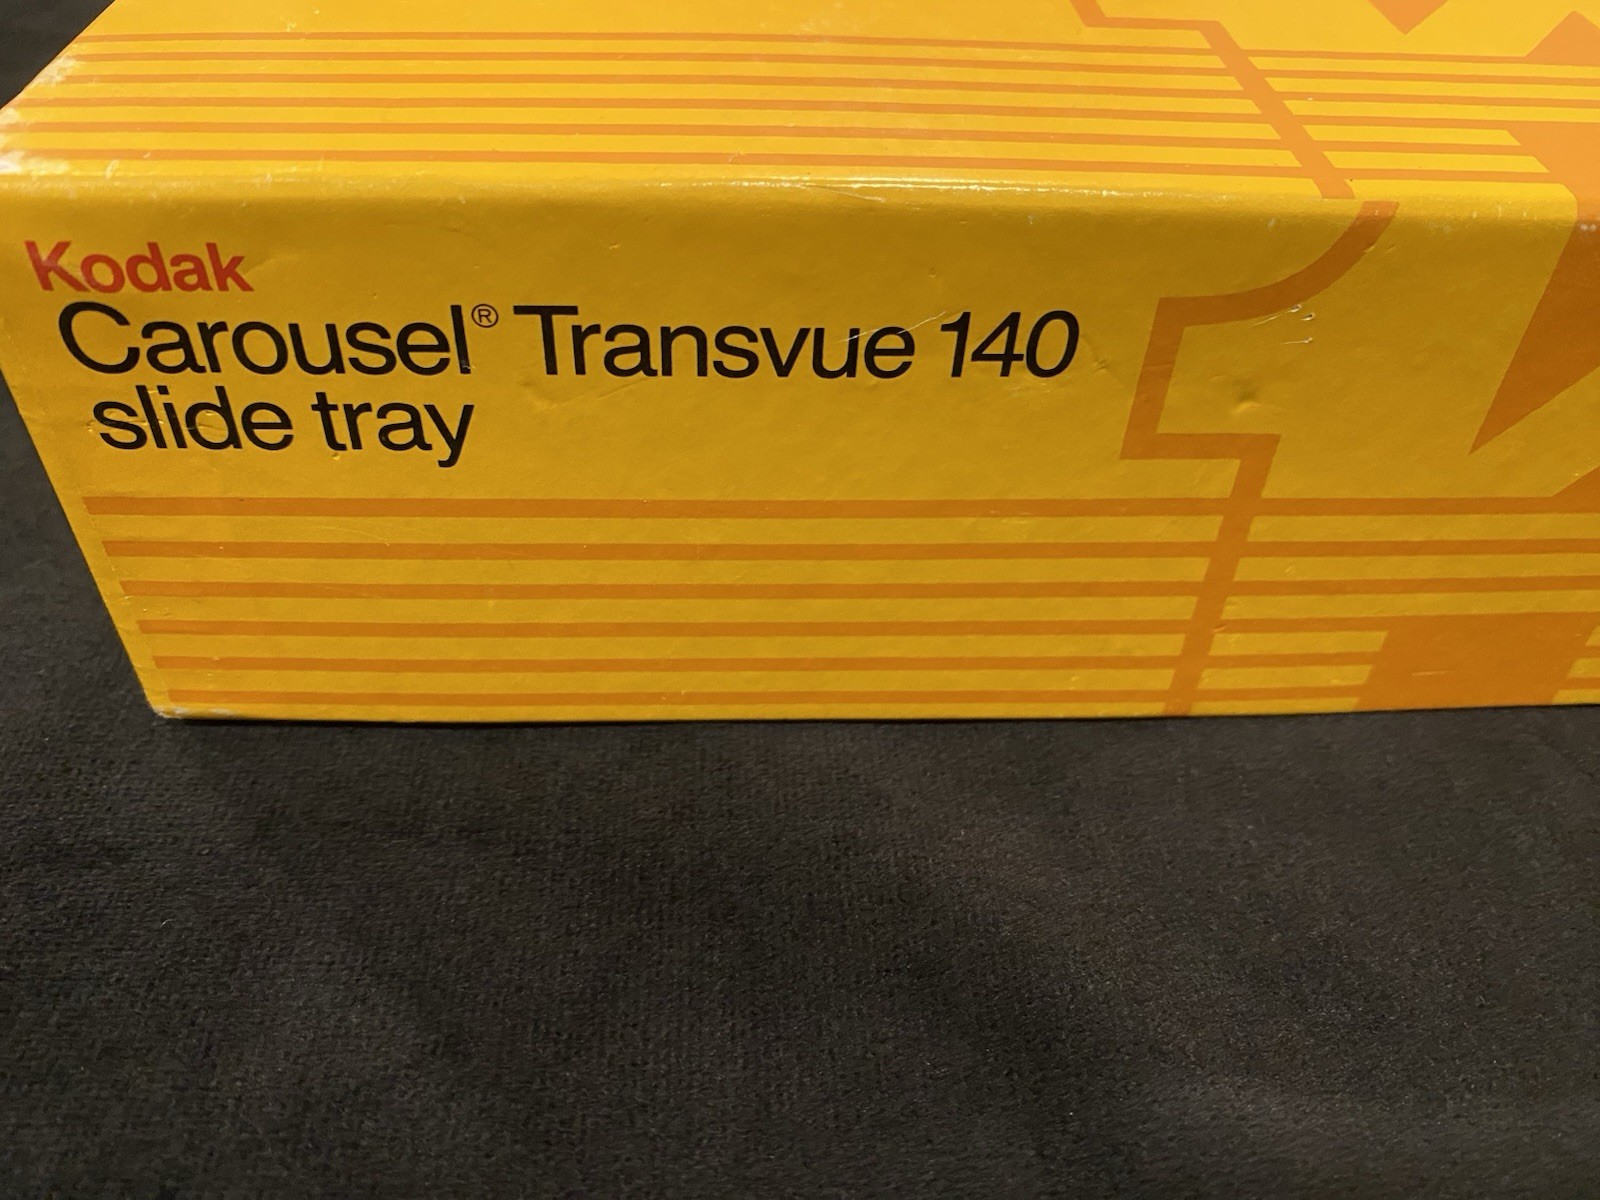 Kodak
Carousel® Transvue 140
slide tray